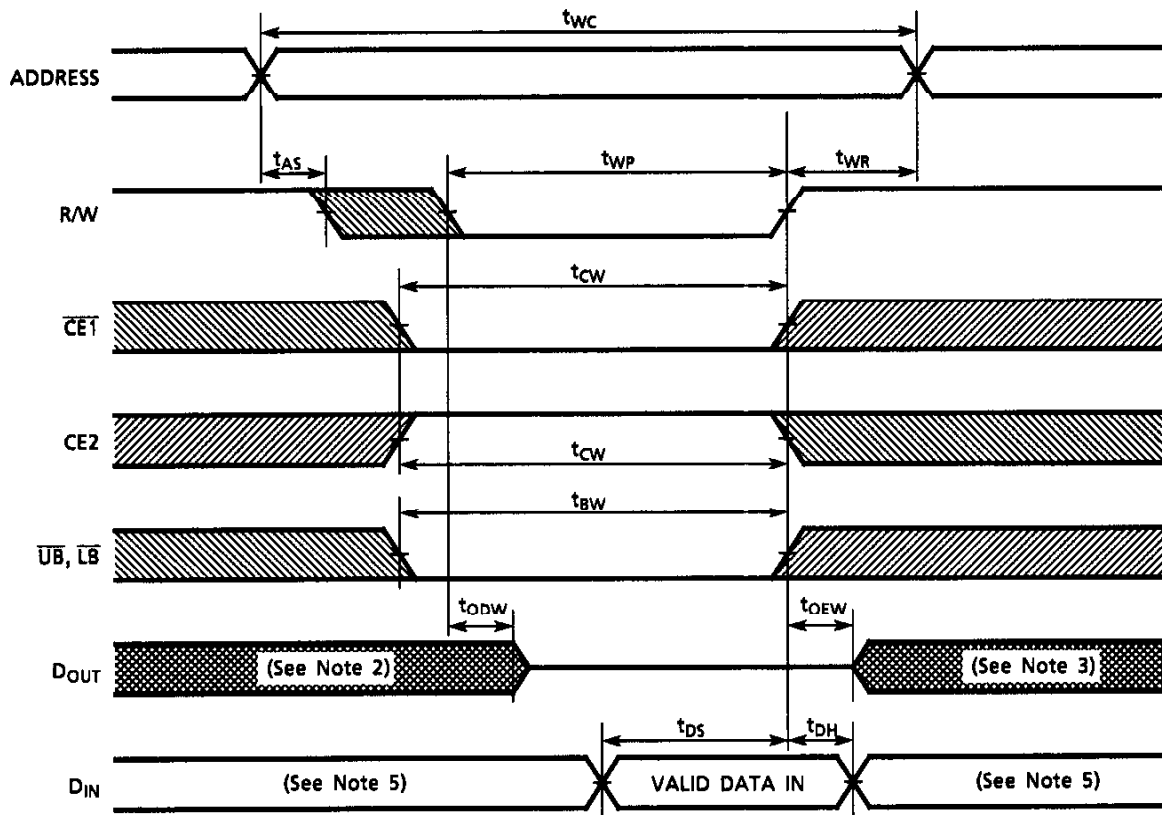 tWC
ADDRESS
tAS tWP tWR
R/W
tCW
CE1
CE2
tCW
tBW
UB, LB
tODW tOEW
DOUT (See Note 2) (See Note 3)
tDS tDH
DIN (See Note 5) VALID DATA IN (See Note 5)